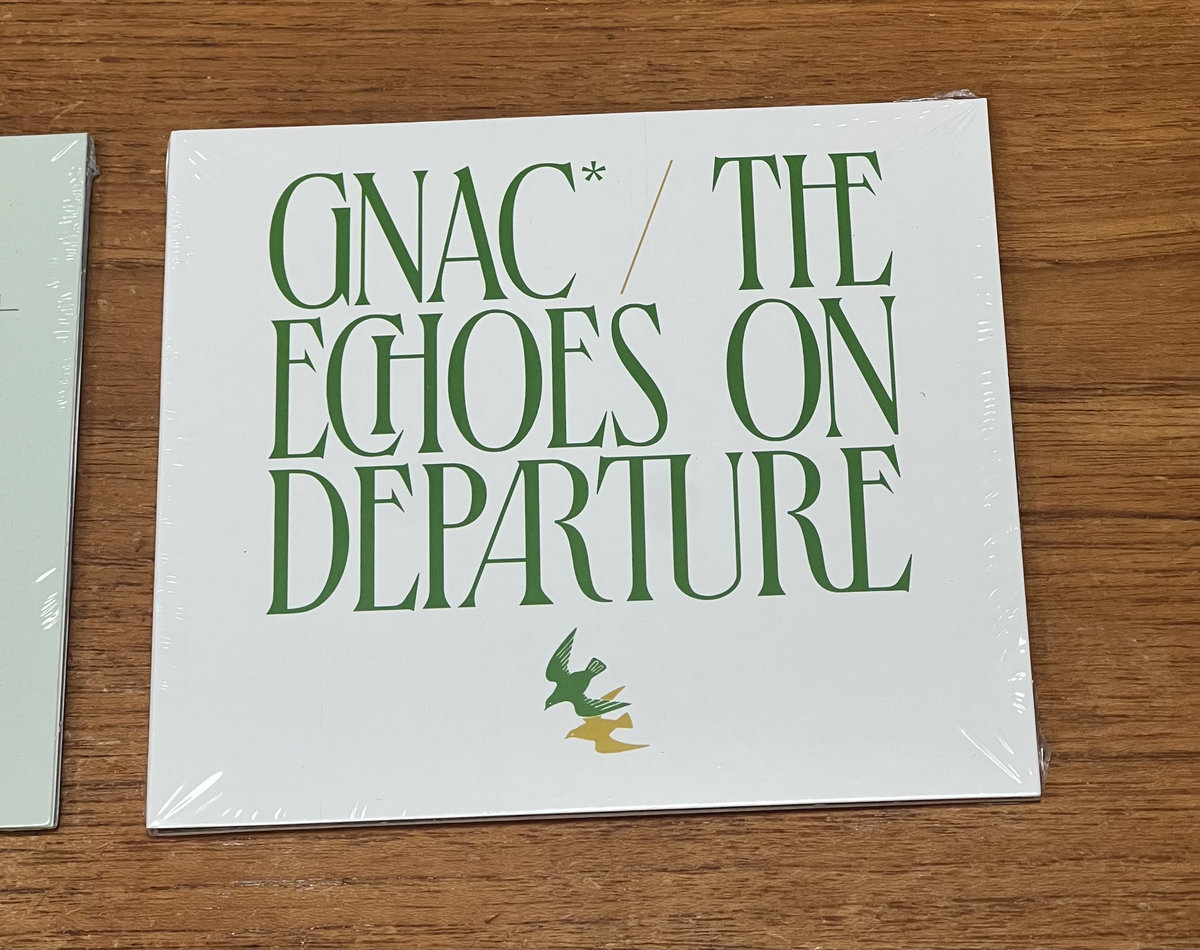 GNAC* / THE
ECHOES ON
DEPARTURE